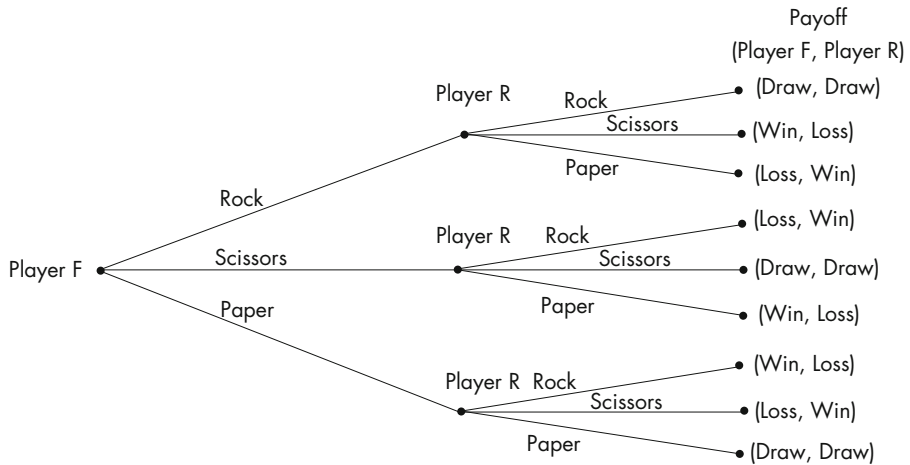 Payoff
(Player F, Player R)
Player R
Rock
(Draw, Draw)
Scissors
(Win, Loss)
Paper
(Loss, Win)
Rock
Player R
Rock
(Loss, Win)
Player F
Scissors
Scissors
(Draw, Draw)
Paper
Paper
(Win, Loss)
Player R
Rock
(Win, Loss)
Scissors
(Loss, Win)
Paper
(Draw, Draw)